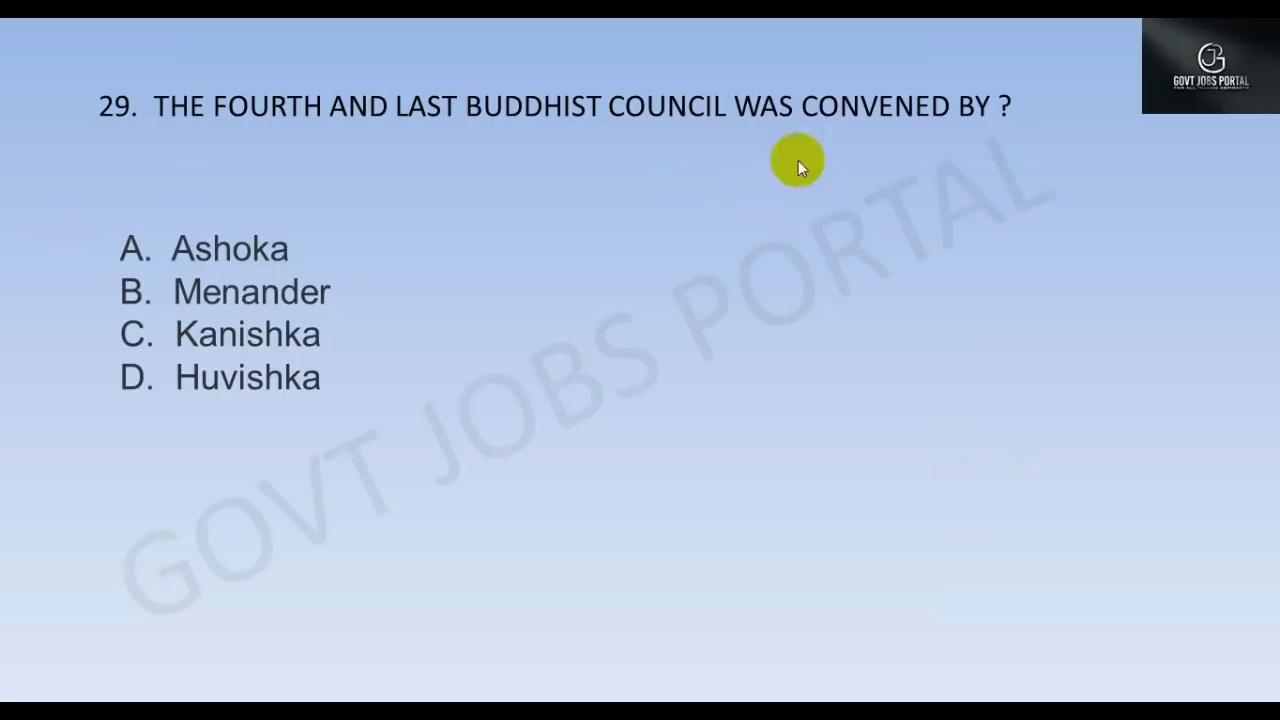 GOVT JOBS PORTAL
29. THE FOURTH AND LAST BUDDHIST COUNCIL WAS CONVENED BY ?
A. Ashoka
B. Menander
C. Kanishka
D. Huvishka
GOVT JOBS PORTAL